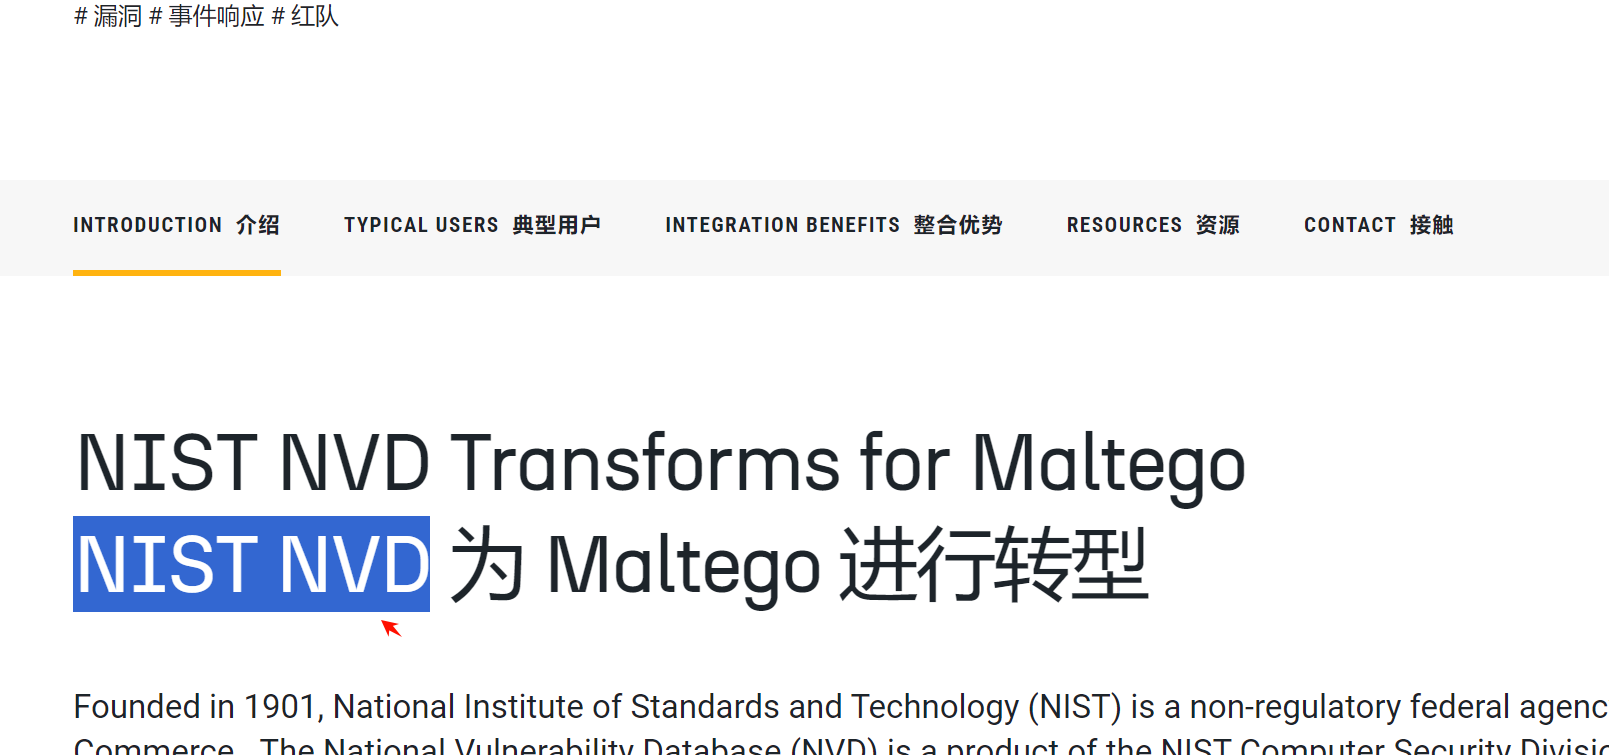 # 漏洞 # 事件响应 # 红队
INTRODUCTION 介绍 TYPICAL USERS 典型用户 INTEGRATION BENEFITS 整合优势 RESOURCES 资源 CONTACT 接触
NIST NVD Transforms for Maltego
NIST NVD 为 Maltego 进行转型
Founded in 1901, National Institute of Standards and Technology (NIST) is a non-regulatory federal agenc
Commerce. The National Vulnerability Database (NVD) is a product of the NIST Computer Security Divisio